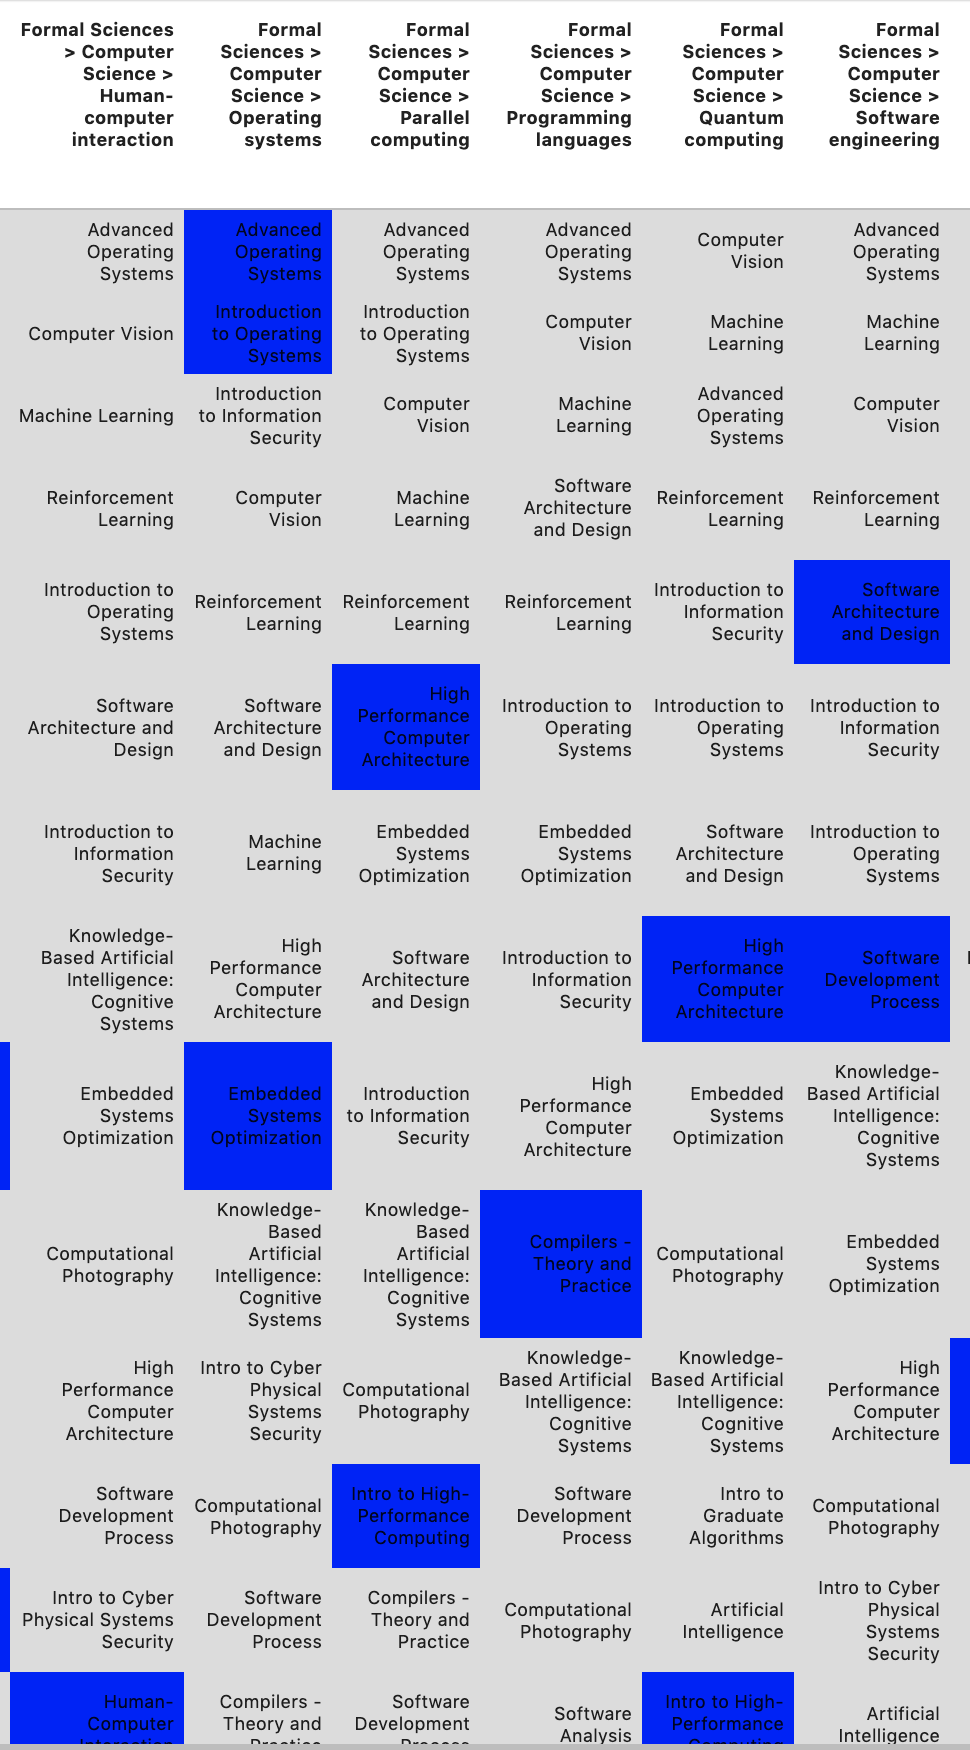 Formal Sciences
> Computer
Science >
Human-
computer
interaction
Formal
Sciences >
Computer
Science >
Operating
systems
Formal
Sciences >
Computer
Science >
Parallel
computing
Formal
Sciences >
Computer
Science >
Programming
languages
Formal
Sciences >
Computer
Science >
Quantum
computing
Formal
Sciences >
Computer
Science >
Software
engineering
Advanced
Operating
Systems
Advanced
Operating
Systems
Advanced
Operating
Systems
Advanced
Operating
Systems
Computer
Vision
Advanced
Operating
Systems
Computer Vision
Introduction
to Operating
Systems
Introduction
to Operating
Systems
Computer
Vision
Machine
Learning
Machine
Learning
Machine Learning
Introduction
to Information
Security
Computer
Vision
Machine
Learning
Advanced
Operating
Systems
Computer
Vision
Reinforcement
Learning
Computer
Vision
Machine
Learning
Software
Architecture
and Design
Reinforcement
Learning
Reinforcement
Learning
Introduction to
Operating
Systems
Reinforcement
Learning
Reinforcement
Learning
Reinforcement
Learning
Introduction to
Information
Security
Software
Architecture
and Design
Software
Architecture and
Design
Software
Architecture
and Design
High
Performance
Computer
Architecture
Introduction to
Operating
Systems
Introduction to
Operating
Systems
Introduction to
Information
Security
Introduction to
Information
Security
Machine
Learning
Embedded
Systems
Optimization
Embedded
Systems
Optimization
Software
Architecture
and Design
Introduction to
Operating
Systems
Knowledge-
Based Artificial
Intelligence:
Cognitive
Systems
High
Performance
Computer
Architecture
Software
Architecture
and Design
Introduction to
Information
Security
High
Performance
Computer
Architecture
Software
Development
Process
Embedded
Systems
Optimization
Embedded
Systems
Optimization
Introduction
to Information
Security
High
Performance
Computer
Architecture
Embedded
Systems
Optimization
Knowledge-
Based Artificial
Intelligence:
Cognitive
Systems
Computational
Photography
Knowledge-
Based
Artificial
Intelligence:
Cognitive
Systems
Knowledge-
Based
Artificial
Intelligence:
Cognitive
Systems
Compilers -
Theory and
Practice
Computational
Photography
Embedded
Systems
Optimization
High
Performance
Computer
Architecture
Intro to Cyber
Physical
Systems
Security
Computational
Photography
Knowledge-
Based Artificial
Intelligence:
Cognitive
Systems
Knowledge-
Based Artificial
Intelligence:
Cognitive
Systems
High
Performance
Computer
Architecture
Software
Development
Process
Computational
Photography
Intro to High-
Performance
Computing
Software
Development
Process
Intro to
Graduate
Algorithms
Computational
Photography
Intro to Cyber
Physical Systems
Security
Software
Development
Process
Compilers -
Theory and
Practice
Computational
Photography
Artificial
Intelligence
Intro to Cyber
Physical
Systems
Security
Human-
Computer
Interaction
Compilers -
Theory and
Practice
Software
Development
Process
Software
Analysis
Intro to High-
Performance
Computing
Artificial
Intelligence